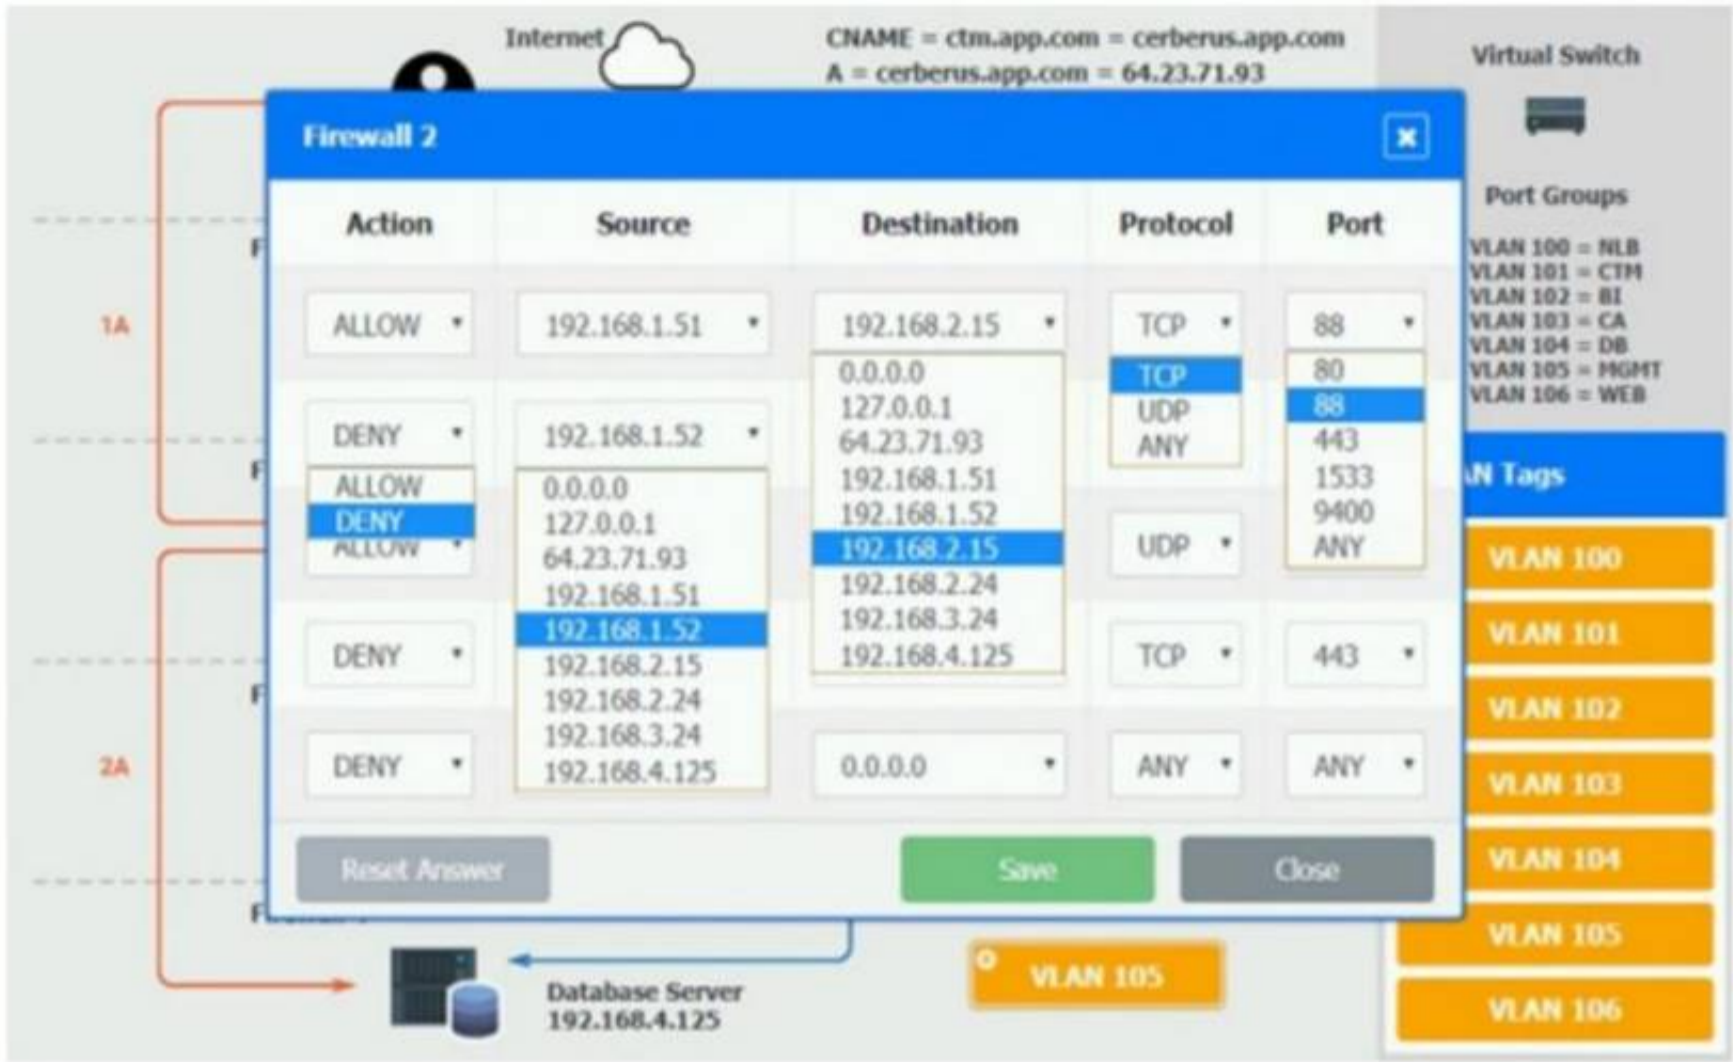 Internet
CNAME = ctm.app.com = cerberus.app.com
A = cerberus.app.com = 64.23.71.93
Virtual Switch
Port Groups
VLAN 100 = NLB
VLAN 101 = CTM
VLAN 102 = BI
VLAN 103 = CA
VLAN 104 = DB
VLAN 105 = MGMT
VLAN 106 = WEB
Firewall 2
Action Source Destination Protocol Port
ALLOW 192.168.1.51 192.168.2.15 TCP 88
0.0.0.0
127.0.0.1
64.23.71.93
192.168.1.51
192.168.1.52
192.168.2.15
192.168.2.24
192.168.3.24
192.168.4.125
TCP
UDP
ANY
80
88
443
1533
9400
ANY
DENY 192.168.1.52
ALLOW
DENY
0.0.0.0
127.0.0.1
64.23.71.93
192.168.1.51
192.168.1.52
192.168.2.15
192.168.2.24
192.168.3.24
192.168.4.125
ALLOW UDP
DENY TCP 443
DENY 0.0.0.0 ANY ANY
Reset Answer Save Close
1A
2A
AN Tags
VLAN 100
VLAN 101
VLAN 102
VLAN 103
VLAN 104
VLAN 105
VLAN 106
VLAN 105
Database Server
192.168.4.125